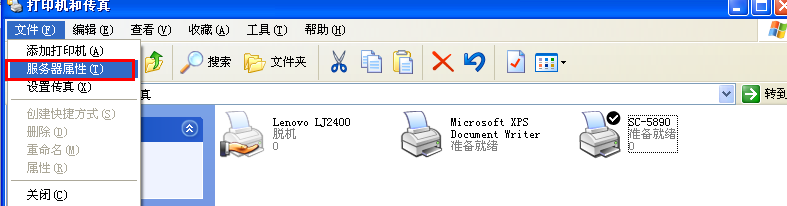 打印机和传真
文件(F) 编辑(E) 查看(V) 收藏(A) 工具(T) 帮助(H)
添加打印机(A)
服务器属性(T)
设置传真(X)
创建快捷方式(S)
删除(D)
重命名(M)
属性(R)
关闭(C)
搜索 文件夹
真
转到
Lenovo LJ2400
脱机
0
Microsoft XPS
Document Writer
准备就绪
0
SC-5890
准备就绪
0